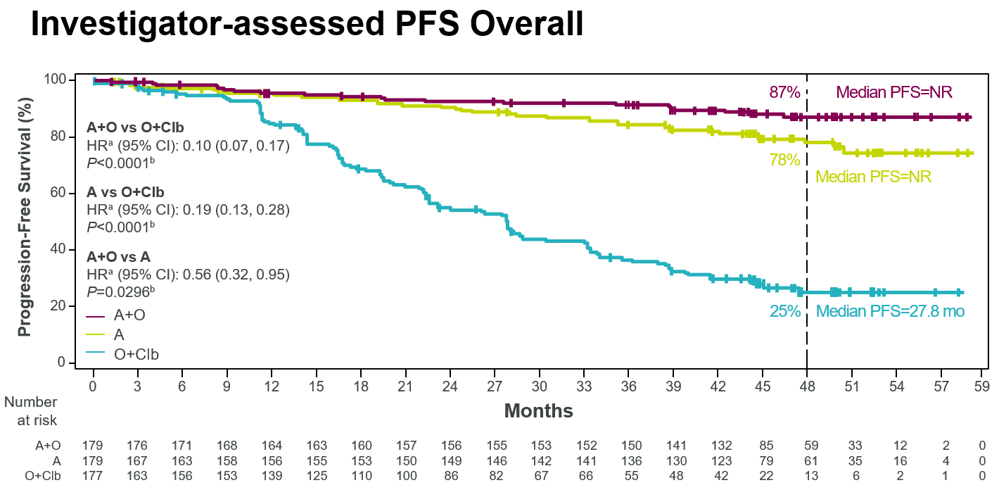 Investigator-assessed PFS Overall
Progression-Free Survival (%)
100
80
60
40
20
0
A+O vs O+Clb
HRᵃ (95% CI): 0.10 (0.07, 0.17)
P<0.0001ᵇ
A vs O+Clb
HRᵃ (95% CI): 0.19 (0.13, 0.28)
P<0.0001ᵇ
A+O vs A
HRᵃ (95% CI): 0.56 (0.32, 0.95)
P=0.0296ᵇ
A+O
A
O+Clb
87% Median PFS=NR
78%
Median PFS=NR
25% Median PFS=27.8 mo
0 3 6 9 12 15 18 21 24 27 30 33 36 39 42 45 48 51 54 57 59
Months
Number
at risk
A+O 179 176 171 168 164 163 160 157 156 155 153 152 150 141 132 85 59 33 12 2 0
A 179 167 163 158 156 155 153 150 149 146 142 141 136 130 123 79 61 35 16 4 0
O+Clb 177 163 156 153 139 125 110 100 86 82 67 66 55 48 42 22 13 6 2 1 0